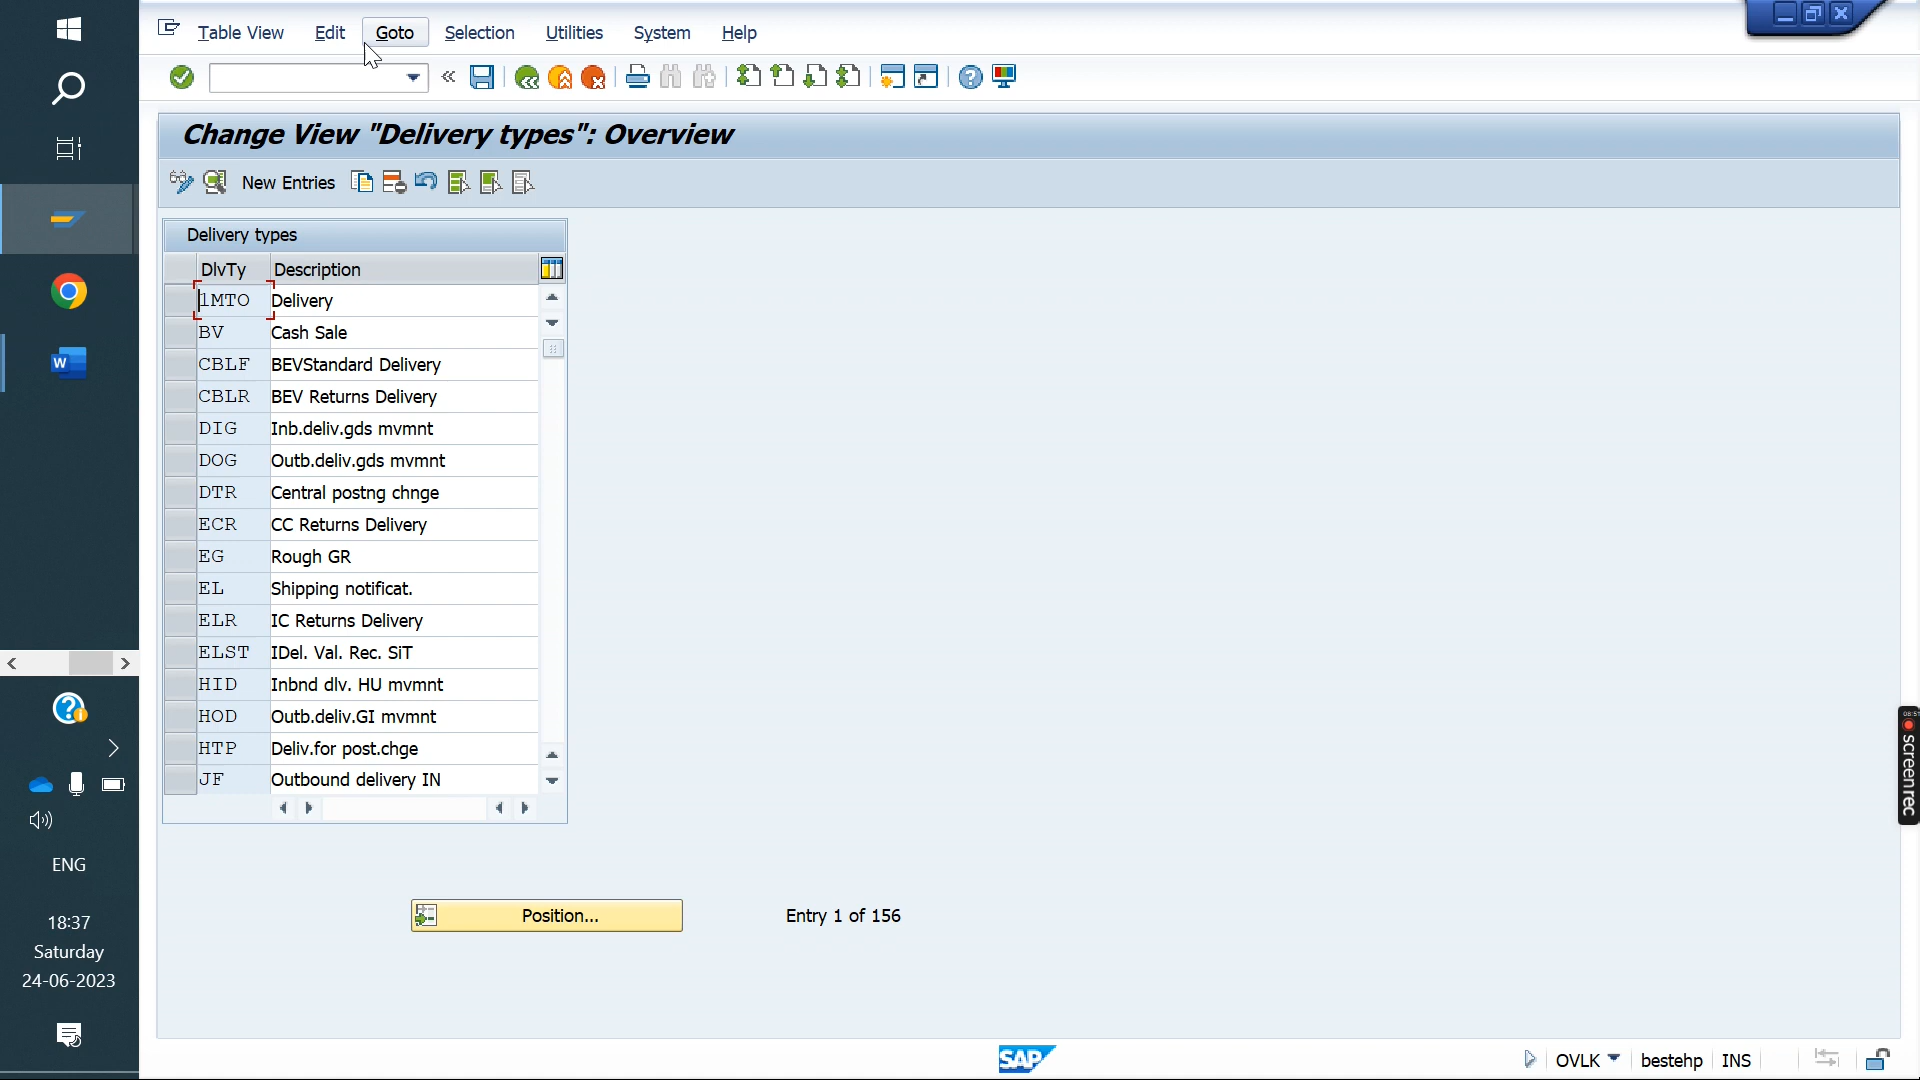 Table View Edit Goto Selection Utilities System Help
Change View "Delivery types": Overview
New Entries
Delivery types
DlvTy Description
1MTO Delivery
BV Cash Sale
CBLF BEVStandard Delivery
CBLR BEV Returns Delivery
DIG Inb.deliv.gds mvmnt
DOG Outb.deliv.gds mvmnt
DTR Central postng chnge
ECR CC Returns Delivery
EG Rough GR
EL Shipping notificat.
ELR IC Returns Delivery
ELST IDel. Val. Rec. SiT
HID Inbnd dlv. HU mvmnt
HOD Outb.deliv.GI mvmnt
HTP Deliv.for post.chge
JF Outbound delivery IN
Position... Entry 1 of 156
SAP OVLK bestehp INS
W
ENG
18:37
Saturday
24-06-2023
screenrec